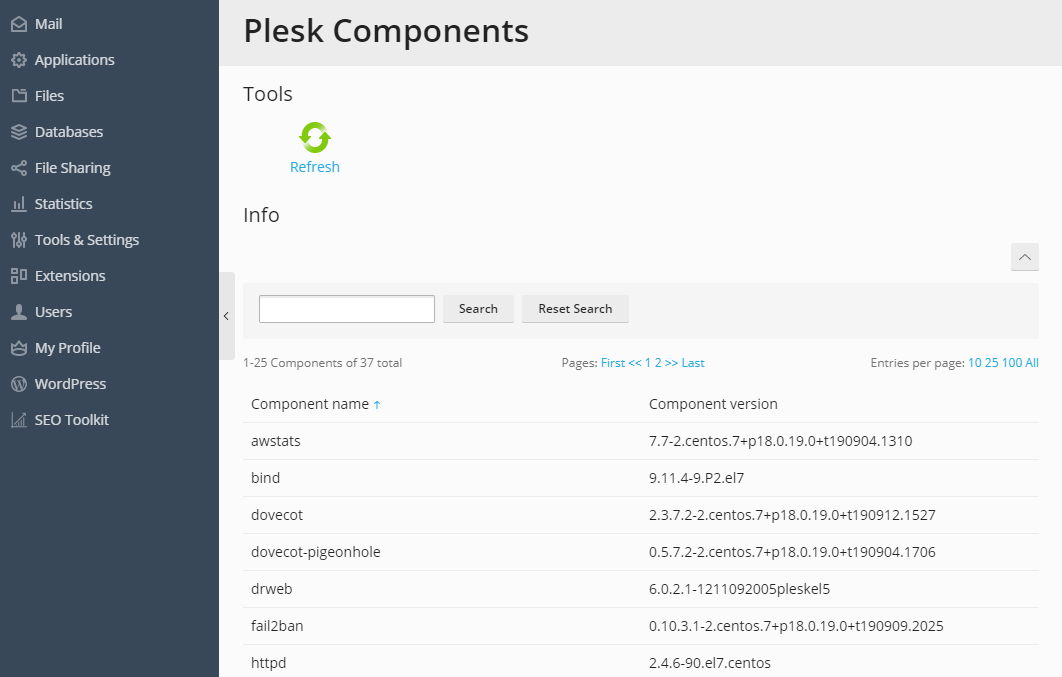 Mail
Applications
Files
Databases
File Sharing
Statistics
Tools & Settings
Extensions
Users
My Profile
WordPress
SEO Toolkit
Plesk Components
Tools
Refresh
Info
Search Reset Search
1-25 Components of 37 total Pages: First << 1 2 >> Last Entries per page: 10 25 100 All
Component name ↑ Component version
awstats 7.7-2.centos.7+p18.0.19.0+t190904.1310
bind 9.11.4-9.P2.el7
dovecot 2.3.7.2-2.centos.7+p18.0.19.0+t190912.1527
dovecot-pigeonhole 0.5.7.2-2.centos.7+p18.0.19.0+t190904.1706
drweb 6.0.2.1-1211092005pleskel5
fail2ban 0.10.3.1-2.centos.7+p18.0.19.0+t190909.2025
httpd 2.4.6-90.el7.centos